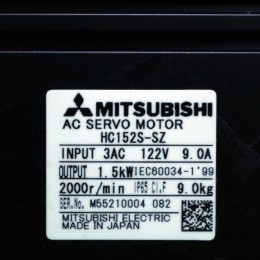 MITSUBISHI
AC SERVO MOTOR
HC152S-SZ
INPUT 3AC 122V 9.0A
OUTPUT 1.5kW IEC60034-1'99
2000r/min IP65 Cl.F 9.0kg
SER.No. M55210004 082
MITSUBISHI ELECTRIC
MADE IN JAPAN